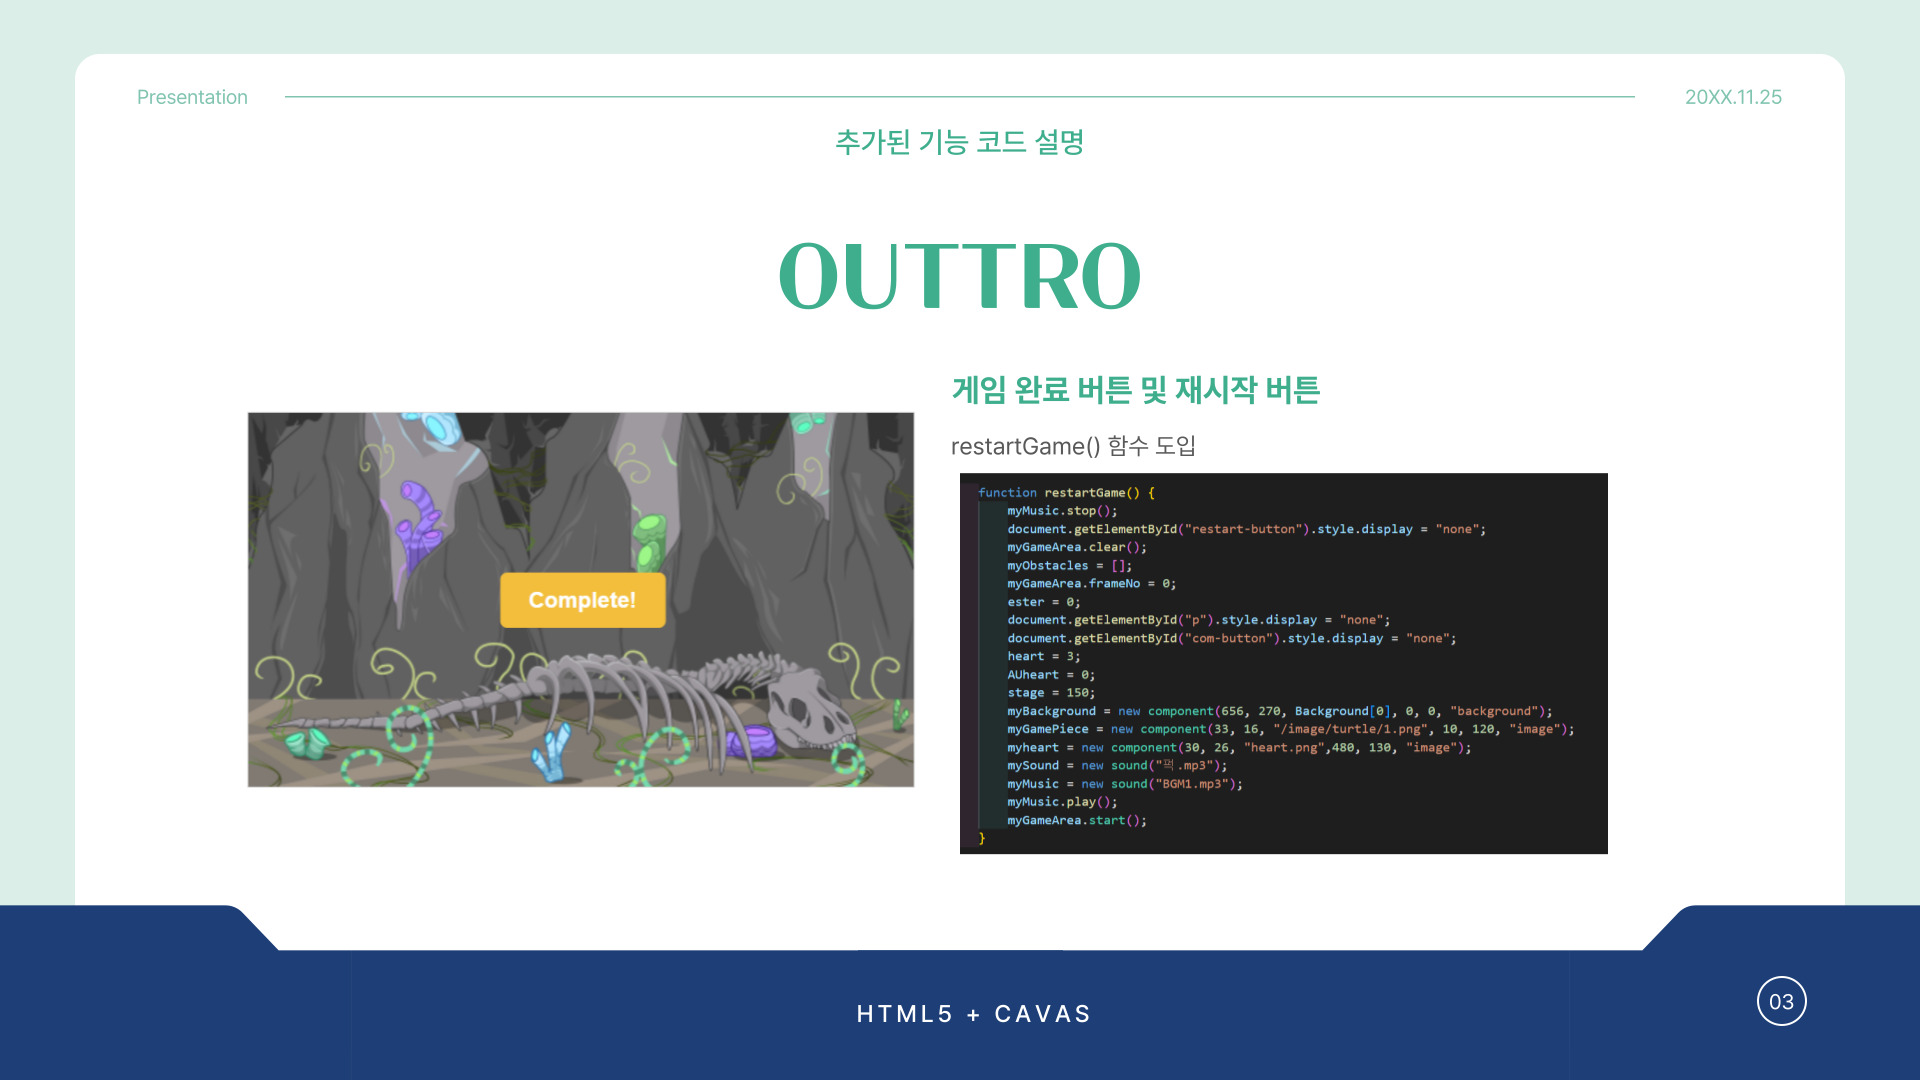 Presentation
20XX.11.25
추가된 기능 코드 설명
OUTTRO
게임 완료 버튼 및 재시작 버튼
restartGame() 함수 도입
Complete!
function restartGame() {
myMusic.stop();
document.getElementById("restart-button").style.display = "none";
myGameArea.clear();
myObstacles = [];
myGameArea.frameNo = 0;
ester = 0;
document.getElementById("p").style.display = "none";
document.getElementById("com-button").style.display = "none";
heart = 3;
AUheart = 0;
stage = 150;
myBackground = new component(656, 270, Background[0], 0, 0, "background");
myGamePiece = new component(33, 16, "/image/turtle/1.png", 10, 120, "image");
myheart = new component(30, 26, "heart.png",480, 130, "image");
mySound = new sound("퍽.mp3");
myMusic = new sound("BGM1.mp3");
myMusic.play();
myGameArea.start();
}
HTML5 + CAVAS
03